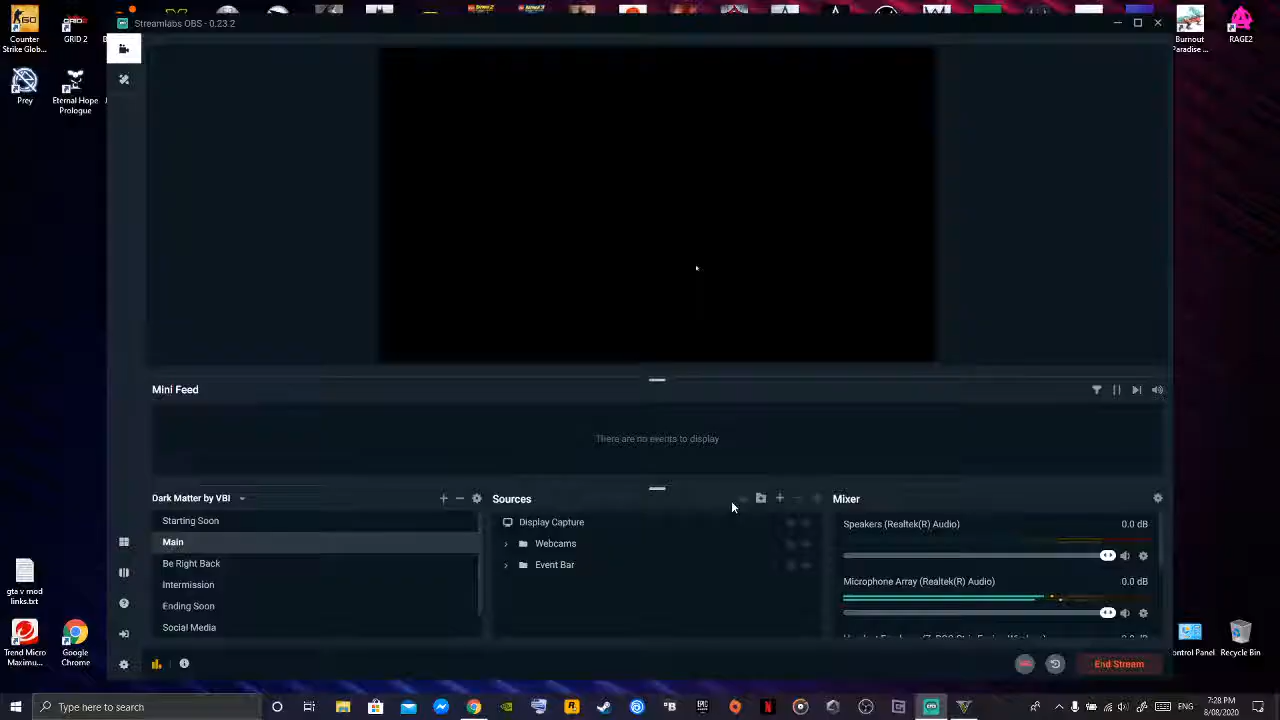 Streamlabs OBS - 0.23.2
Counter
Strike Glob...
GRID 2
Burnout
Paradise ...
RAGE2
Prey
Eternal Hope
Prologue
Mini Feed
There are no events to display
Dark Matter by VBI
Sources
Mixer
Starting Soon
Main
Be Right Back
Intermission
Ending Soon
Social Media
Display Capture
Webcams
Event Bar
Speakers (Realtek(R) Audio)
0.0 dB
Microphone Array (Realtek(R) Audio)
0.0 dB
gta v mod
links.txt
Trend Micro
Maximu...
Google
Chrome
ontrol Panel
Recycle Bin
End Stream
Type here to search
7:28 PM
8/08/2020